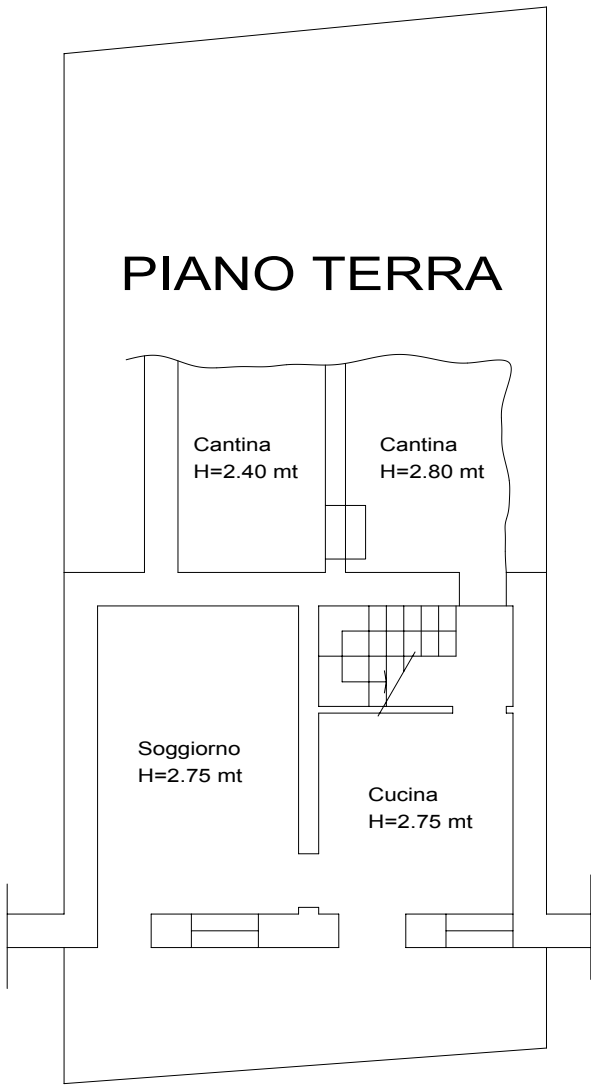 PIANO TERRA
Cantina
H=2.40 mt
Cantina
H=2.80 mt
Soggiorno
H=2.75 mt
Cucina
H=2.75 mt